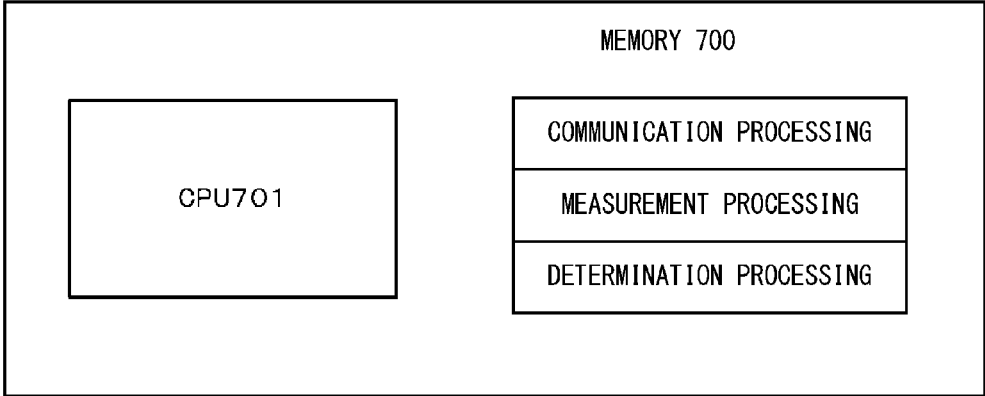 MEMORY 700
CPU701
COMMUNICATION PROCESSING
MEASUREMENT PROCESSING
DETERMINATION PROCESSING